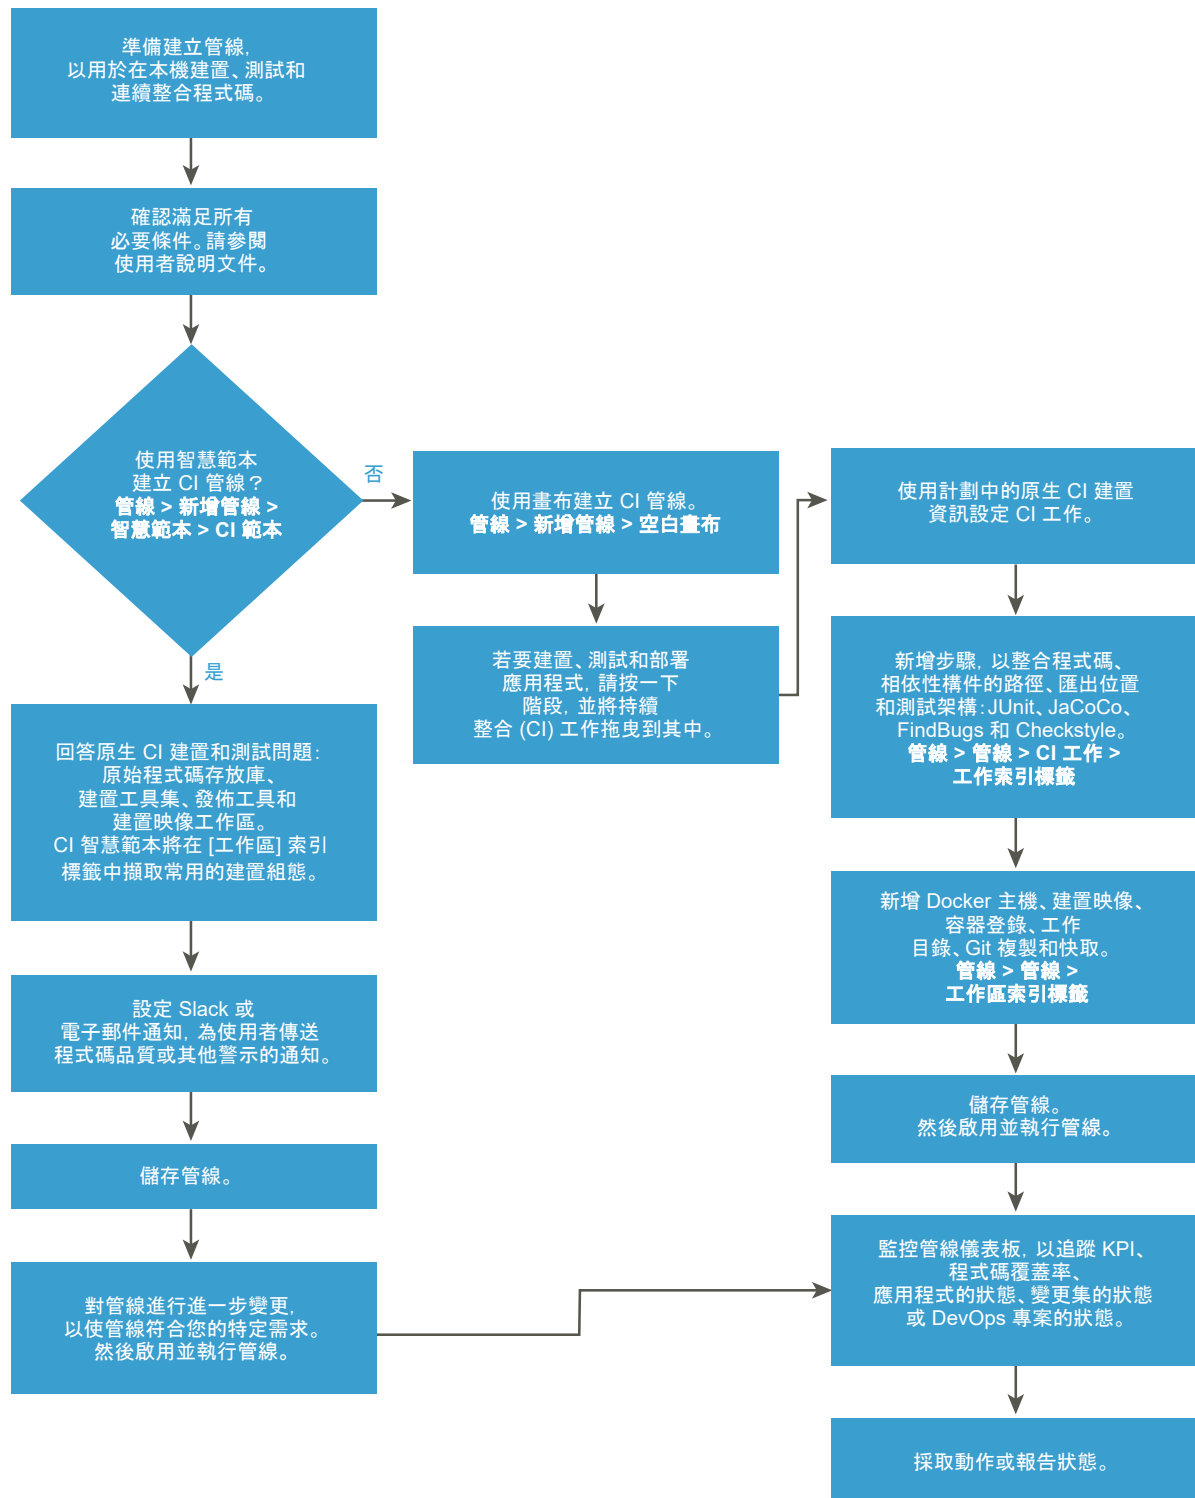 準備建立管線,
以用於在本機建置、測試和
連續整合程式碼。
確認滿足所有
必要條件。請參閱
使用者說明文件。
使用智慧範本
建立 CI 管線？
管線 > 新增管線 >
智慧範本 > CI 範本
否
是
回答原生 CI 建置和測試問題：
原始程式碼存放庫、
建置工具集、發佈工具和
建置映像工作區。
CI 智慧範本將在 [工作區] 索引
標籤中擷取常用的建置組態。
設定 Slack 或
電子郵件通知, 為使用者傳送
程式碼品質或其他警示的通知。
儲存管線。
對管線進行進一步變更,
以使管線符合您的特定需求。
然後啟用並執行管線。
使用畫布建立 CI 管線。
管線 > 新增管線 > 空白畫布
若要建置、測試和部署
應用程式, 請按一下
階段, 並將持續
整合 (CI) 工作拖曳到其中。
使用計劃中的原生 CI 建置
資訊設定 CI 工作。
新增步驟, 以整合程式碼、
相依性構件的路徑、匯出位置
和測試架構：JUnit、JaCoCo、
FindBugs 和 Checkstyle。
管線 > 管線 > CI 工作 >
工作索引標籤
新增 Docker 主機、建置映像、
容器登錄、工作
目錄、Git 複製和快取。
管線 > 管線 >
工作區索引標籤
儲存管線。
然後啟用並執行管線。
監控管線儀表板, 以追蹤 KPI、
程式碼覆蓋率、
應用程式的狀態、變更集的狀態
或 DevOps 專案的狀態。
採取動作或報告狀態。